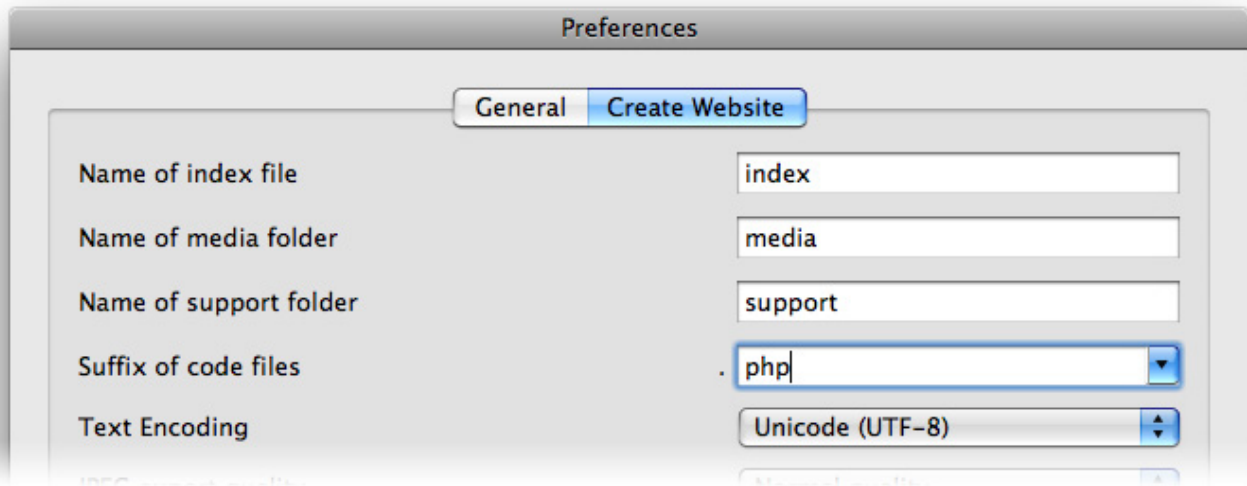 Preferences
General Create Website
Name of index file index
Name of media folder media
Name of support folder support
Suffix of code files . php
Text Encoding Unicode (UTF-8)